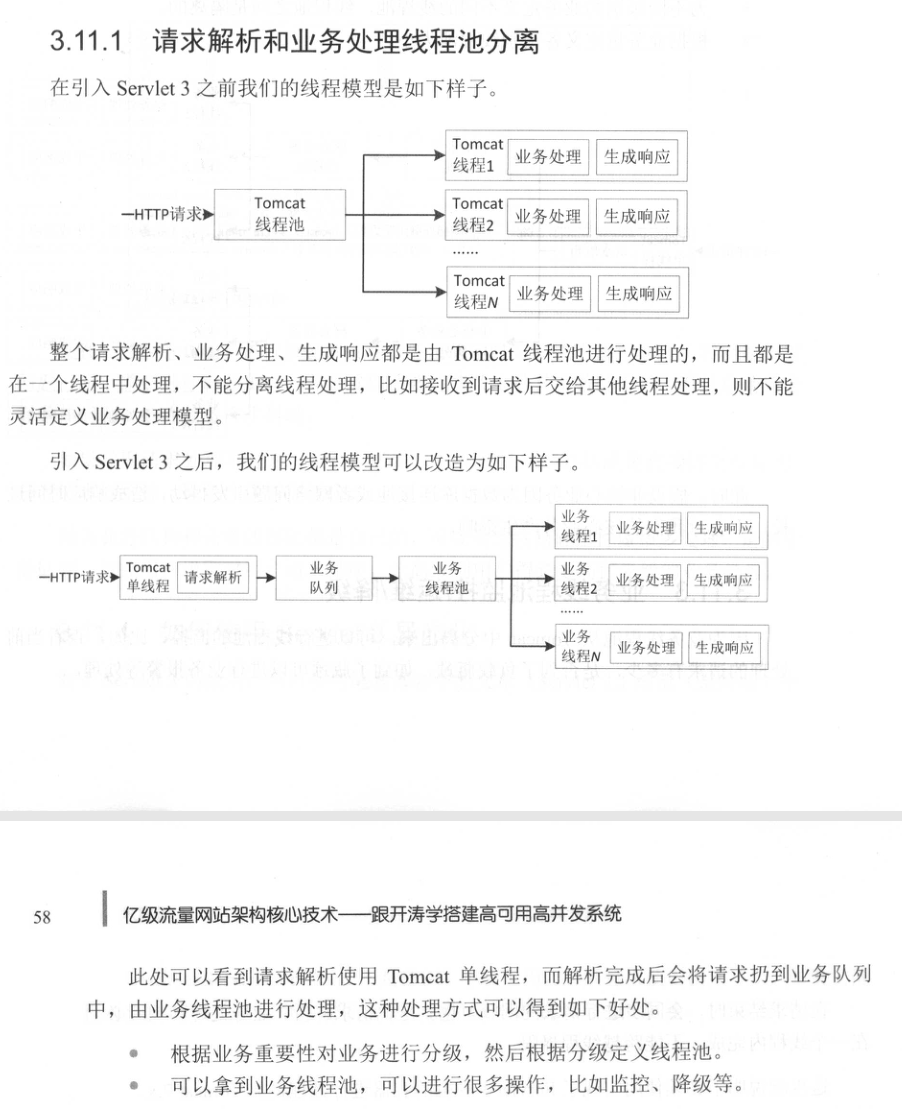 3.11.1 请求解析和业务处理线程池分离
在引入 Servlet 3 之前我们的线程模型是如下样子。
HTTP请求
Tomcat
线程池
Tomcat
线程1
业务处理
生成响应
Tomcat
线程2
业务处理
生成响应
......
Tomcat
线程N
业务处理
生成响应
整个请求解析、业务处理、生成响应都是由 Tomcat 线程池进行处理的，而且都是
在一个线程中处理，不能分离线程处理，比如接收到请求后交给其他线程处理，则不能
灵活定义业务处理模型。
引入 Servlet 3 之后，我们的线程模型可以改造为如下样子。
HTTP请求
Tomcat
单线程
请求解析
业务
队列
业务
线程池
业务
线程1
业务处理
生成响应
业务
线程2
业务处理
生成响应
......
业务
线程N
业务处理
生成响应
58
亿级流量网站架构核心技术——跟开涛学搭建高可用高并发系统
此处可以看到请求解析使用 Tomcat 单线程，而解析完成后会将请求扔到业务队列
中，由业务线程池进行处理，这种处理方式可以得到如下好处。
● 根据业务重要性对业务进行分级，然后根据分级定义线程池。
● 可以拿到业务线程池，可以进行很多操作，比如监控、降级等。